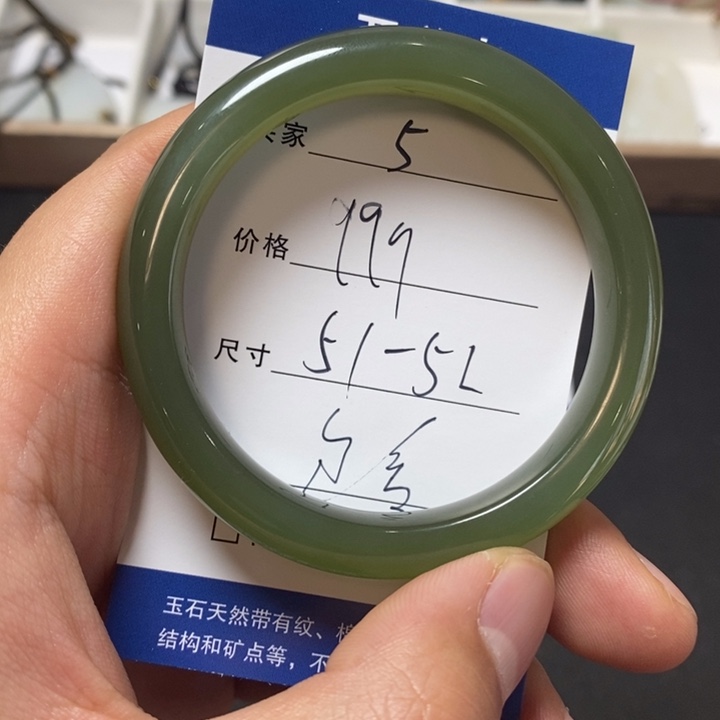 家 5
价格 999
尺寸 51-52
玉石天然带有纹、
结构和矿点等，不